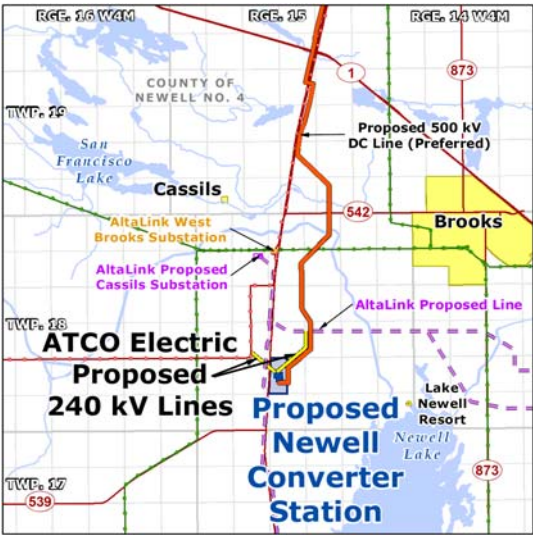 RGE. 16 W4M
RGE. 15
RGE. 14 W4M
1
873
COUNTY OF
NEWELL NO. 4
TWP. 19
Proposed 500 kV
DC Line (Preferred)
San
Francisco
Lake
Cassils
542
Brooks
AltaLink West
Brooks Substation
AltaLink Proposed
Cassils Substation
AltaLink Proposed Line
TWP. 18
ATCO Electric
Proposed
240 kV Lines
Lake
Newell
Resort
Proposed
Newell
Converter
Station
Newell
Lake
873
TWP. 17
539